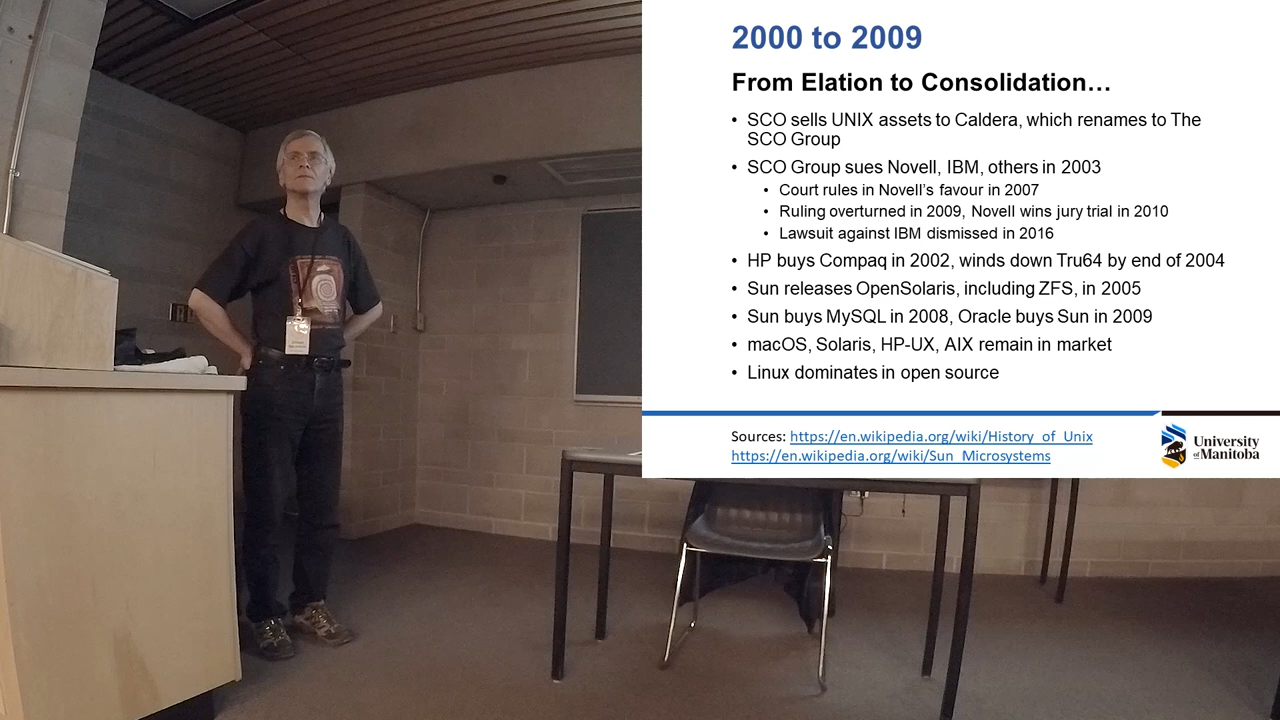 2000 to 2009
From Elation to Consolidation…
• SCO sells UNIX assets to Caldera, which renames to The
SCO Group
• SCO Group sues Novell, IBM, others in 2003
• Court rules in Novell's favour in 2007
• Ruling overturned in 2009, Novell wins jury trial in 2010
• Lawsuit against IBM dismissed in 2016
• HP buys Compaq in 2002, winds down Tru64 by end of 2004
• Sun releases OpenSolaris, including ZFS, in 2005
• Sun buys MySQL in 2008, Oracle buys Sun in 2009
• macOS, Solaris, HP-UX, AIX remain in market
• Linux dominates in open source
Sources: https://en.wikipedia.org/wiki/History_of_Unix
https://en.wikipedia.org/wiki/Sun_Microsystems
University
of Manitoba